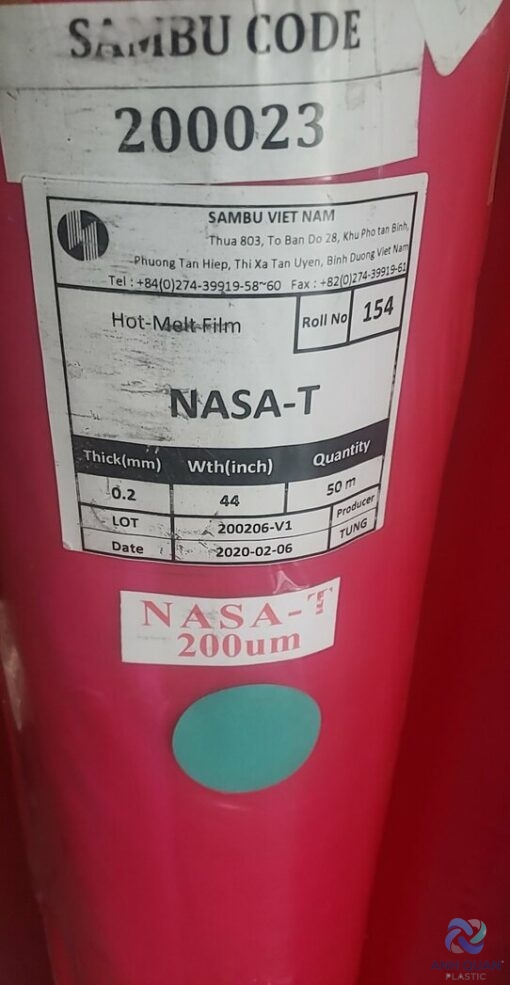 SAMBU CODE
200023
SAMBU VIET NAM
Thua 803, To Ban Do 28, Khu Pho tan Binh,
Phuong Tan Hiep, Thi Xa Tan Uyen, Binh Duong Viet Nam
Tel : +84(0)274-39919-58~60 Fax : +82(0)274-39919-61
Hot-Melt Film
Roll No 154
NASA-T
Thick(mm) Wth(inch) Quantity
0.2 44 50 m
LOT 200206-V1 Producer
Date 2020-02-06 TUNG
NASA-T
200um
PLASTIC